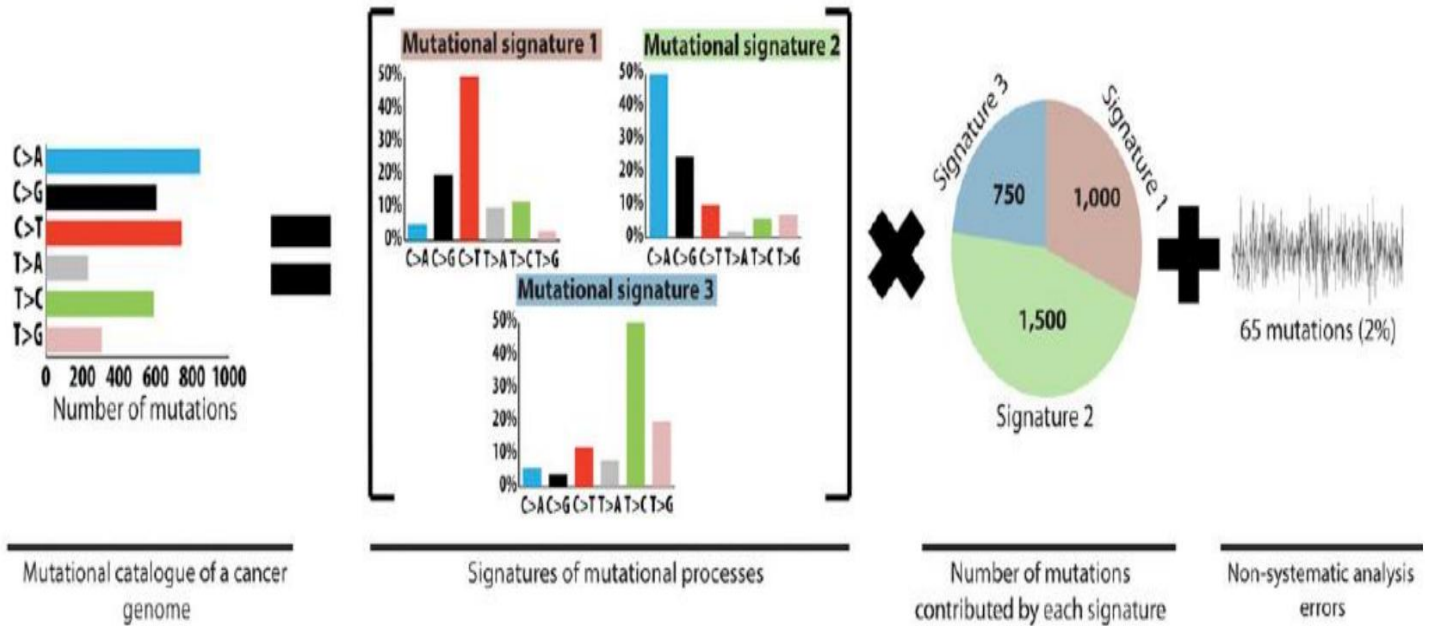 C>A
C>G
C>T
T>A
T>C
T>G
0 200 400 600 800 1000
Number of mutations
Mutational signature 1
50%
40%
30%
20%
10%
0%
C>A C>G C>T T>A T>C T>G
Mutational signature 2
50%
40%
30%
20%
10%
0%
C>A C>G C>T T>A T>C T>G
Mutational signature 3
50%
40%
30%
20%
10%
0%
C>A C>G C>T T>A T>C T>G
Signature 3
Signature 1
750
1,000
1,500
Signature 2
65 mutations (2%)
Mutational catalogue of a cancer
genome
Signatures of mutational processes
Number of mutations
contributed by each signature
Non-systematic analysis
errors